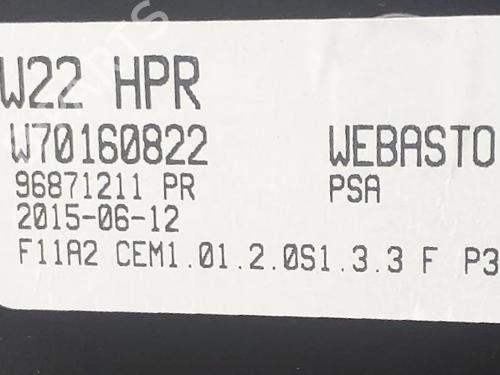 W22 HPR
W70160822 WEBASTO
96871211 PR PSA
2015-06-12
F11A2 CEM1.01.2.0S1.3.3 F P3